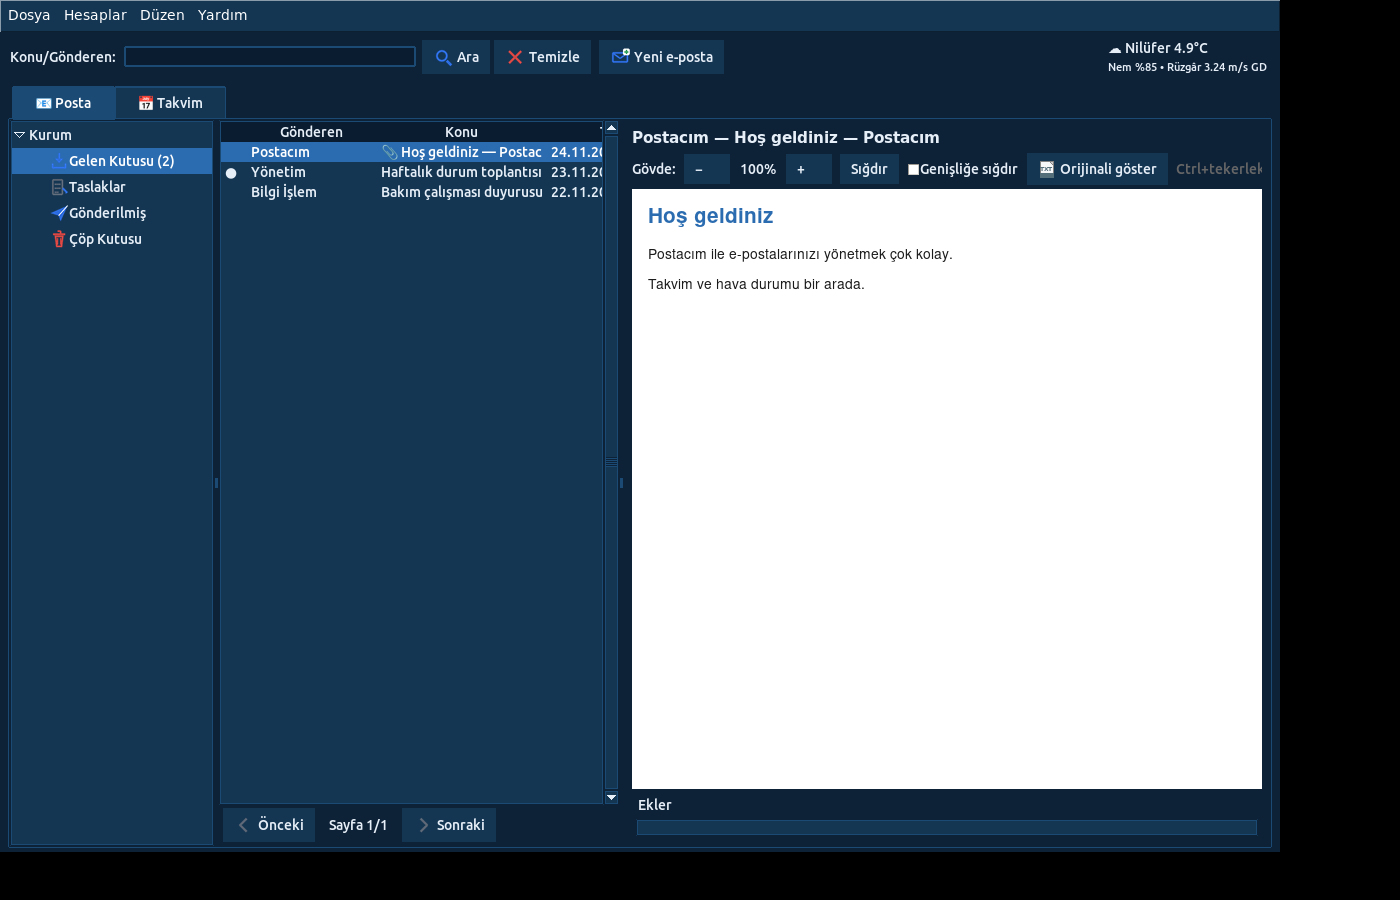 Dosya Hesaplar Düzen Yardım
Konu/Gönderen: Ara Temizle Yeni e-posta
Nilüfer 4.9°C
Nem %85 • Rüzgâr 3.24 m/s GD
Posta Takvim
Kurum
Gelen Kutusu (2)
Taslaklar
Gönderilmiş
Çöp Kutusu
Gönderen Konu
Postacım Hoş geldiniz — Postac 24.11.20
Yönetim Haftalık durum toplantısı 23.11.20
Bilgi İşlem Bakım çalışması duyurusu 22.11.20
Önceki Sayfa 1/1 Sonraki
Postacım — Hoş geldiniz — Postacım
Gövde: – 100% + Sığdır Genişliğe sığdır Orijinali göster Ctrl+tekerlek
Hoş geldiniz
Postacım ile e-postalarınızı yönetmek çok kolay.
Takvim ve hava durumu bir arada.
Ekler